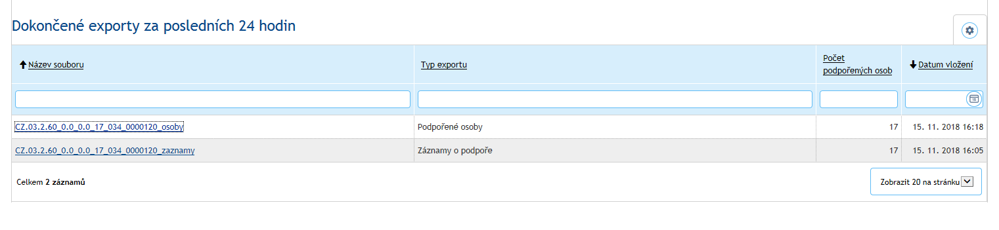 Dokončené exporty za posledních 24 hodin
Název souboru Typ exportu Počet podpořených osob Datum vložení
CZ.03.2.60_0.0_0.0_17_034_0000120_osoby Podpořené osoby 17 15. 11. 2018 16:18
CZ.03.2.60_0.0_0.0_17_034_0000120_zaznamy Záznamy o podpoře 17 15. 11. 2018 16:05
Celkem 2 záznamů Zobrazit 20 na stránku